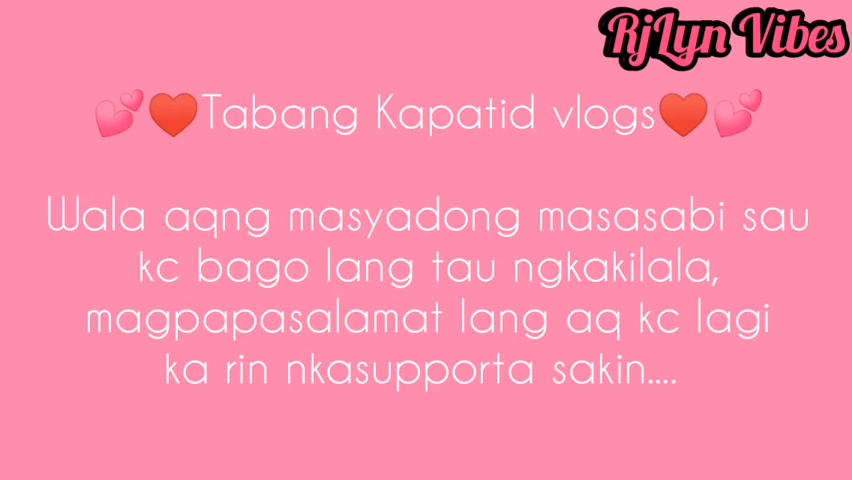 RjLyn Vibes
💕♥️Tabang Kapatid vlogs♥️💕
Wala aqng masyadong masasabi sau
kc bago lang tau ngkakilala,
magpapasalamat lang aq kc lagi
ka rin nkasupporta sakin....